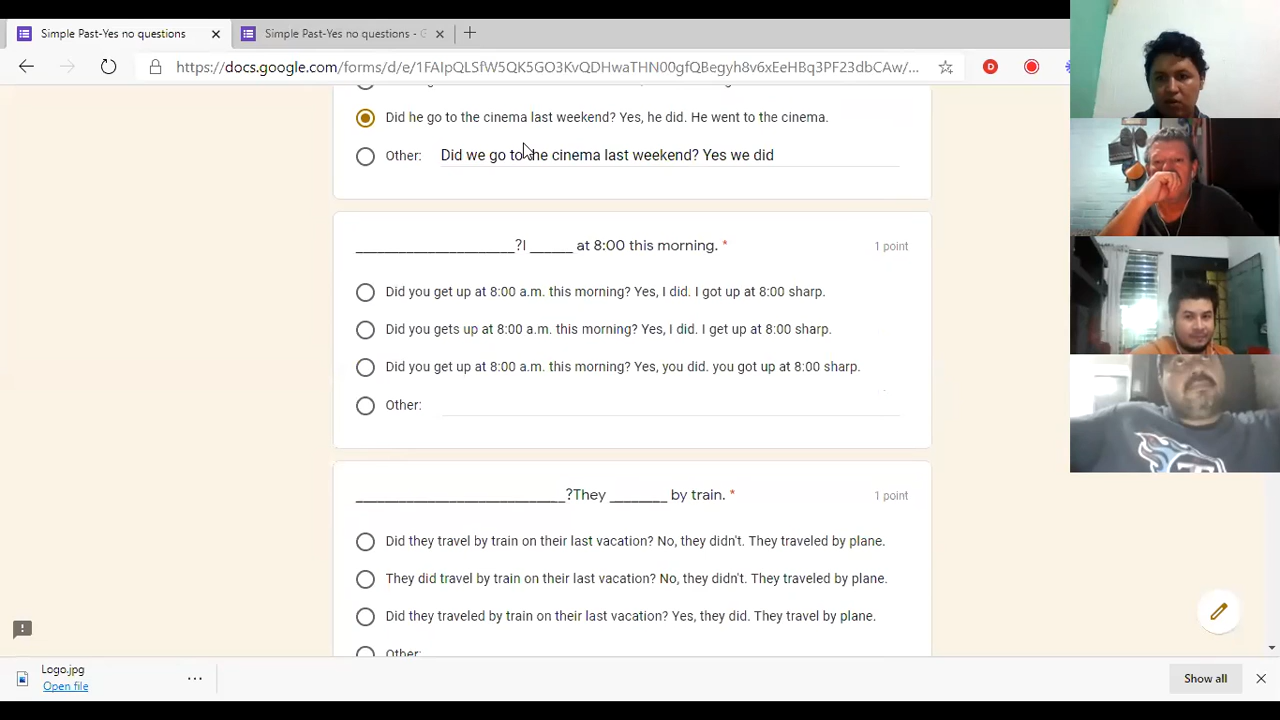 Simple Past-Yes no questions
Simple Past-Yes no questions - G
https://docs.google.com/forms/d/e/1FAIpQLSfW5QK5GO3KvQDHwaTHN00gfQBegyh8v6xEeHBq3PF23dbCAw/...
Did he go to the cinema last weekend? Yes, he did. He went to the cinema.
Other: Did we go to the cinema last weekend? Yes we did
______________________?I ______ at 8:00 this morning. *
1 point
Did you get up at 8:00 a.m. this morning? Yes, I did. I got up at 8:00 sharp.
Did you gets up at 8:00 a.m. this morning? Yes, I did. I get up at 8:00 sharp.
Did you get up at 8:00 a.m. this morning? Yes, you did. you got up at 8:00 sharp.
Other:
_____________________________?They ________ by train. *
1 point
Did they travel by train on their last vacation? No, they didn't. They traveled by plane.
They did travel by train on their last vacation? No, they didn't. They traveled by plane.
Did they traveled by train on their last vacation? Yes, they did. They travel by plane.
Other:
Logo.jpg
Open file
Show all